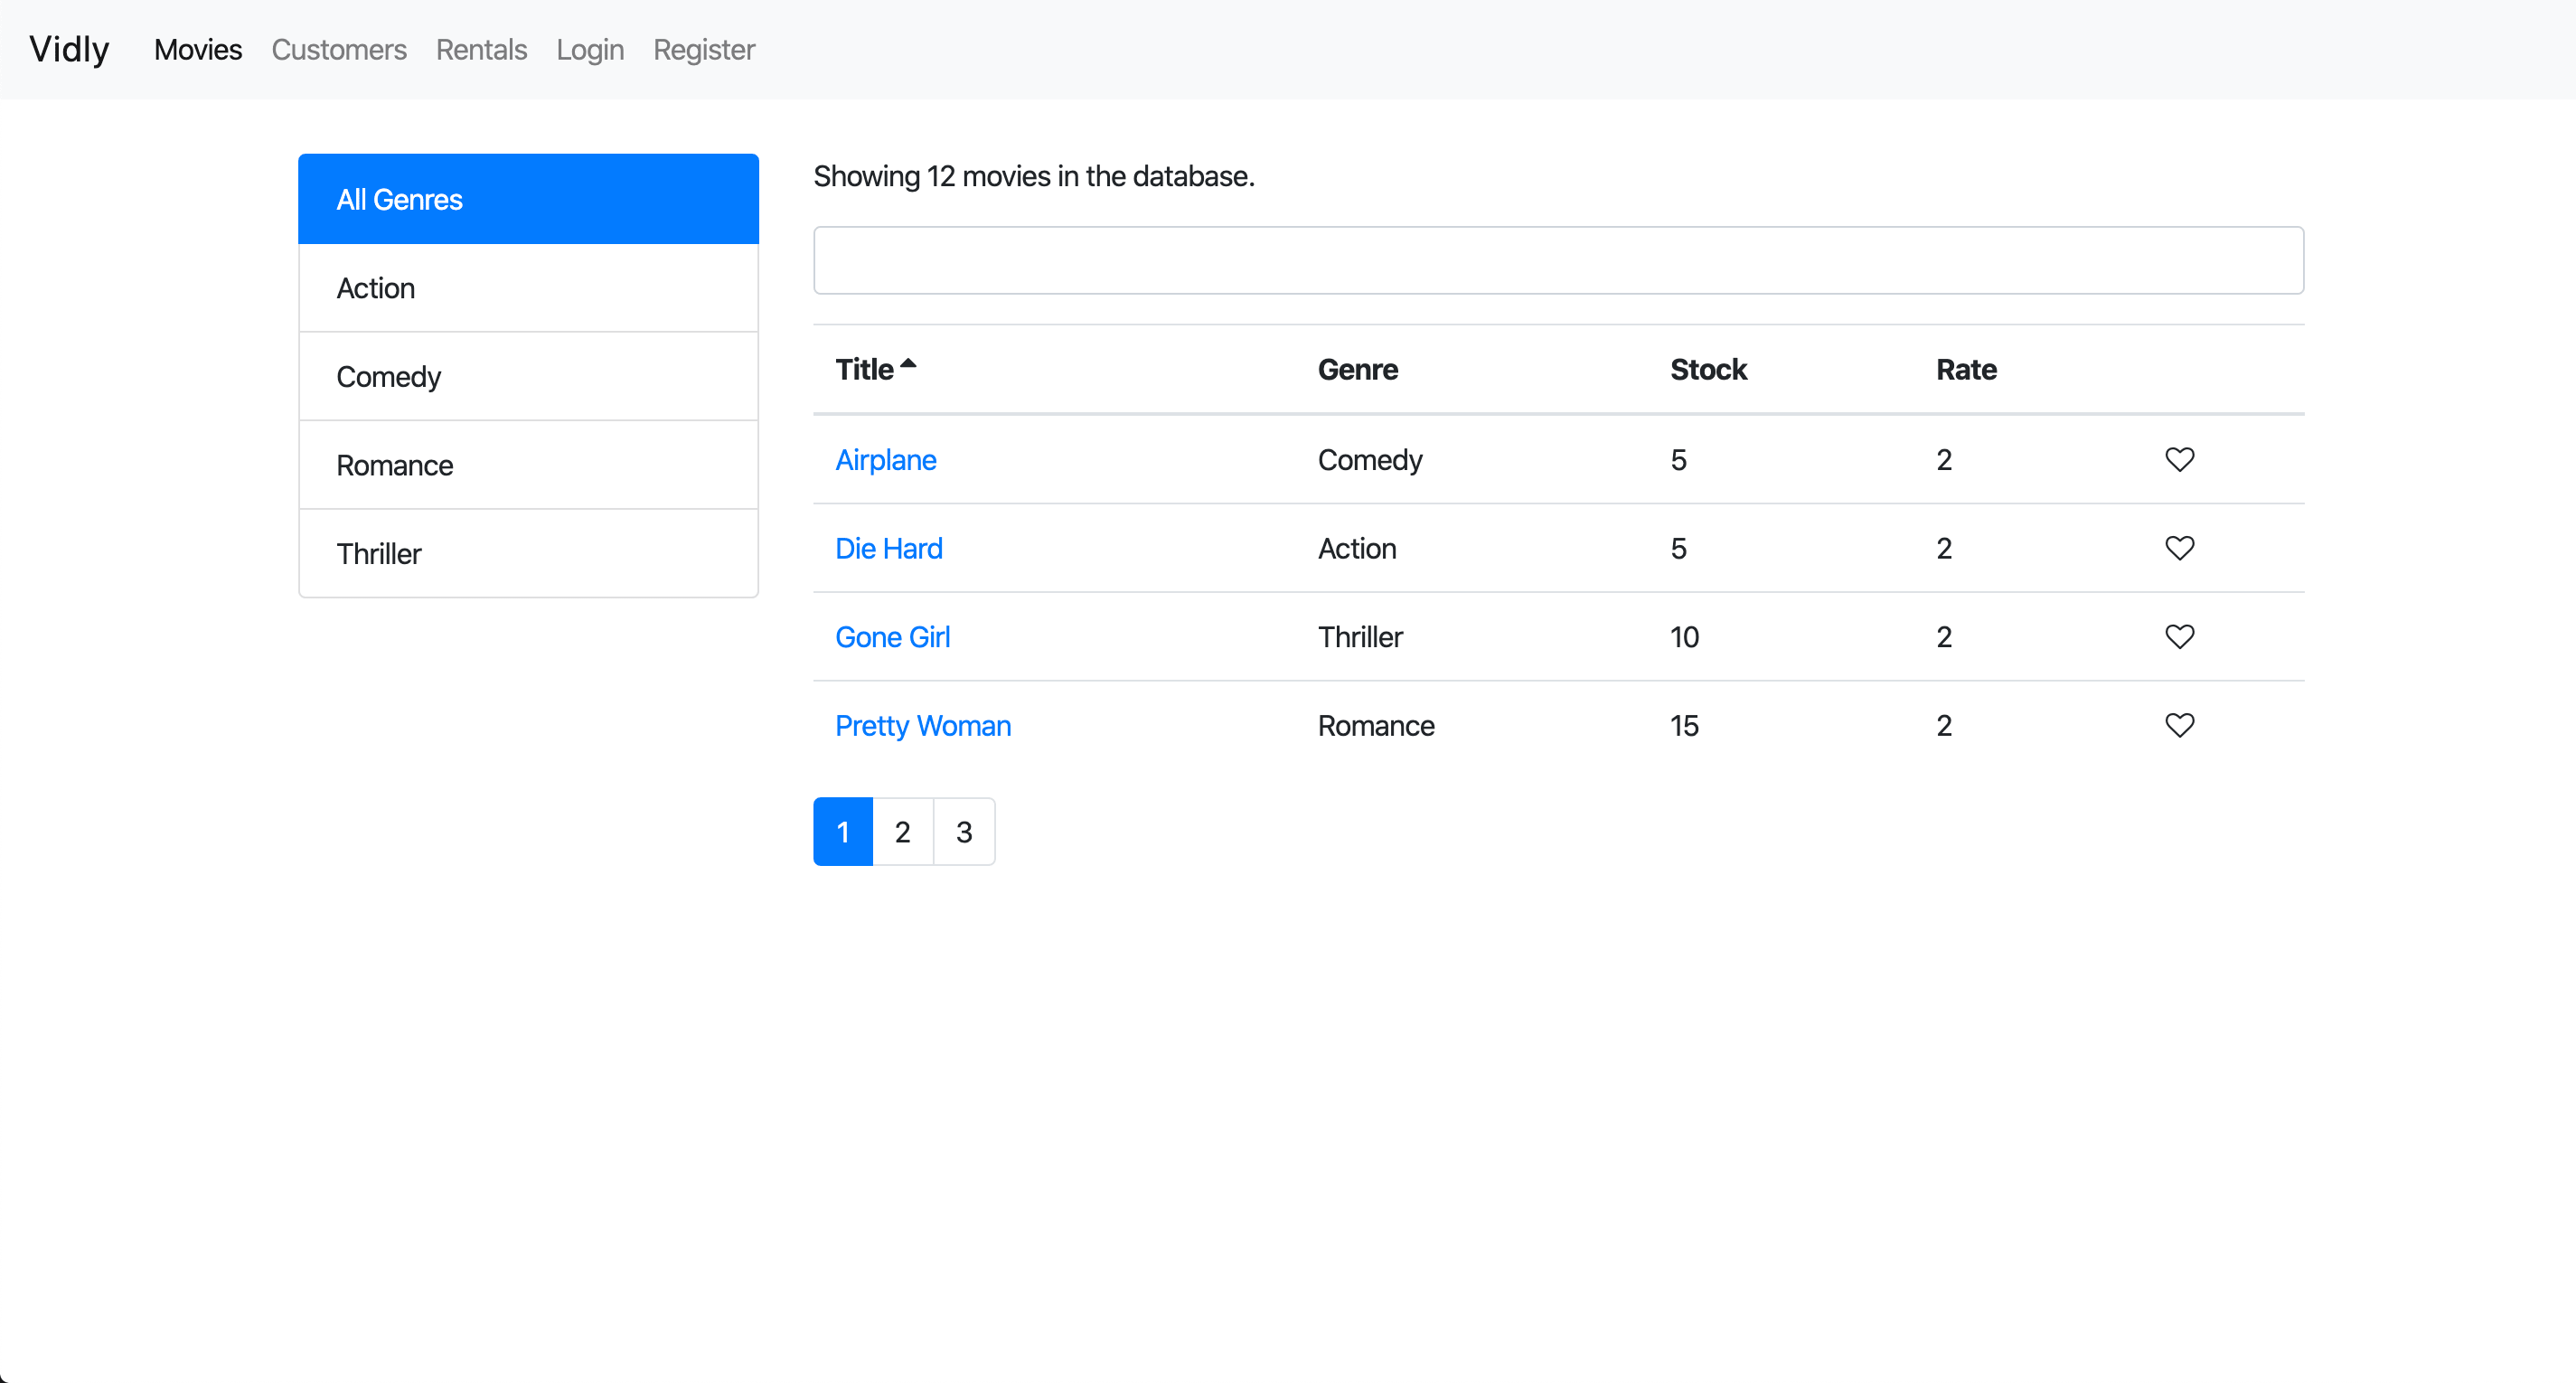 Vidly Movies Customers Rentals Login Register
All Genres
Action
Comedy
Romance
Thriller
Showing 12 movies in the database.
Title Genre Stock Rate
Airplane Comedy 5 2
Die Hard Action 5 2
Gone Girl Thriller 10 2
Pretty Woman Romance 15 2
1 2 3